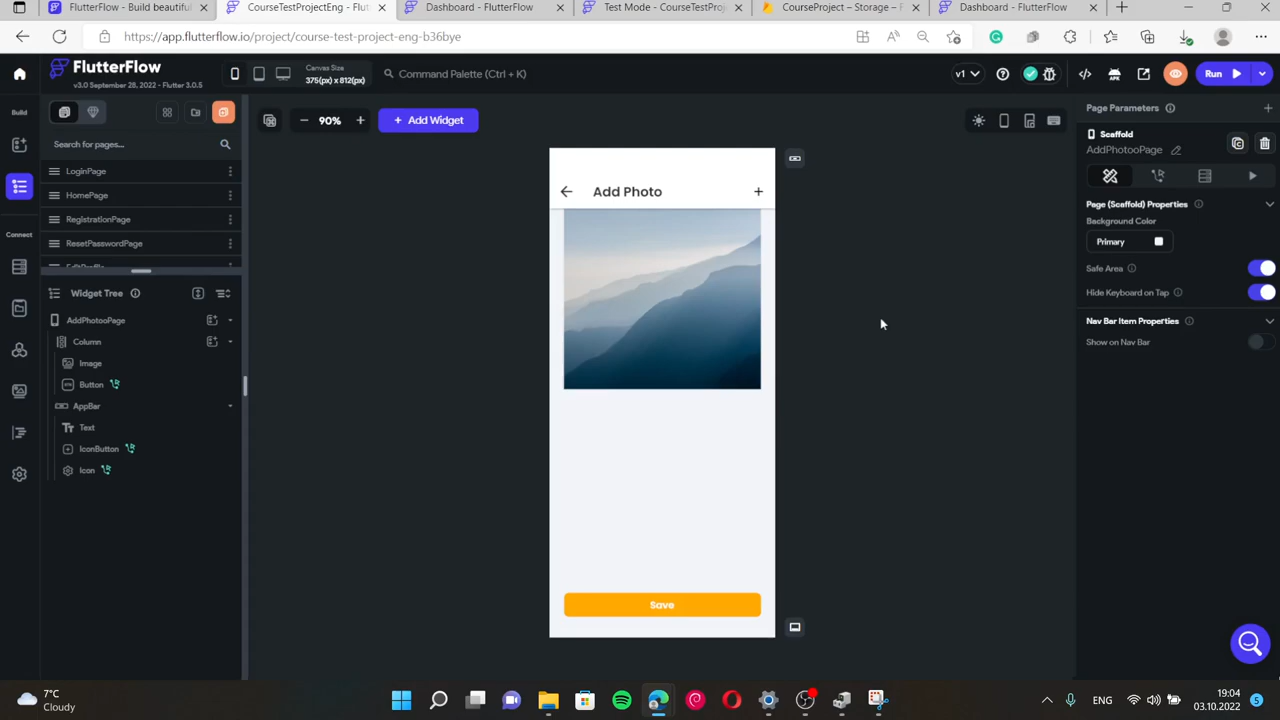 FlutterFlow - Build beautiful
CourseTestProjectEng - Flut
Dashboard - FlutterFlow
Test Mode - CourseTestProj
CourseProject – Storage – F
Dashboard - FlutterFlow
https://app.flutterflow.io/project/course-test-project-eng-b36bye
FlutterFlow
v3.0 September 28, 2022 - Flutter 3.0.5
Canvas Size
375(px) x 812(px)
Command Palette (Ctrl + K)
v1
Run
Build
Search for pages...
90%
+ Add Widget
Page Parameters
Scaffold
AddPhotooPage
LoginPage
HomePage
RegistrationPage
ResetPasswordPage
EditProfile
Connect
Add Photo
Page (Scaffold) Properties
Background Color
Primary
Safe Area
Hide Keyboard on Tap
Nav Bar Item Properties
Show on Nav Bar
Widget Tree
AddPhotooPage
Column
Image
Button
AppBar
Text
IconButton
Icon
Save
7°C
Cloudy
ENG
19:04
03.10.2022
5